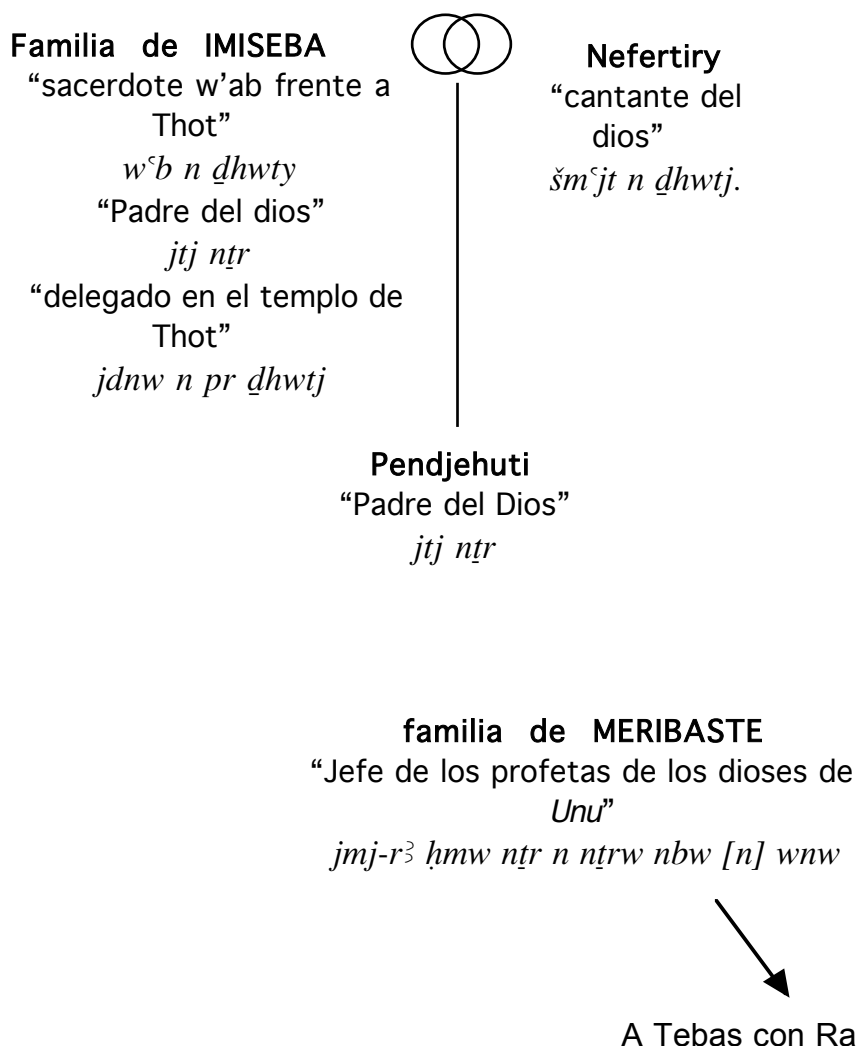 Familia de IMISEBA
“sacerdote w'ab frente a
Thot”
wꜥb n ḏhwty
“Padre del dios”
jtj nṯr
“delegado en el templo de
Thot”
jdnw n pr ḏhwtj
Nefertiry
“cantante del
dios”
šmꜥjt n ḏhwtj.
Pendjehuti
“Padre del Dios”
jtj nṯr
familia de MERIBASTE
“Jefe de los profetas de los dioses de
Unu”
jmj-rꜣ ḥmw nṯr n nṯrw nbw [n] wnw
A Tebas con Ra